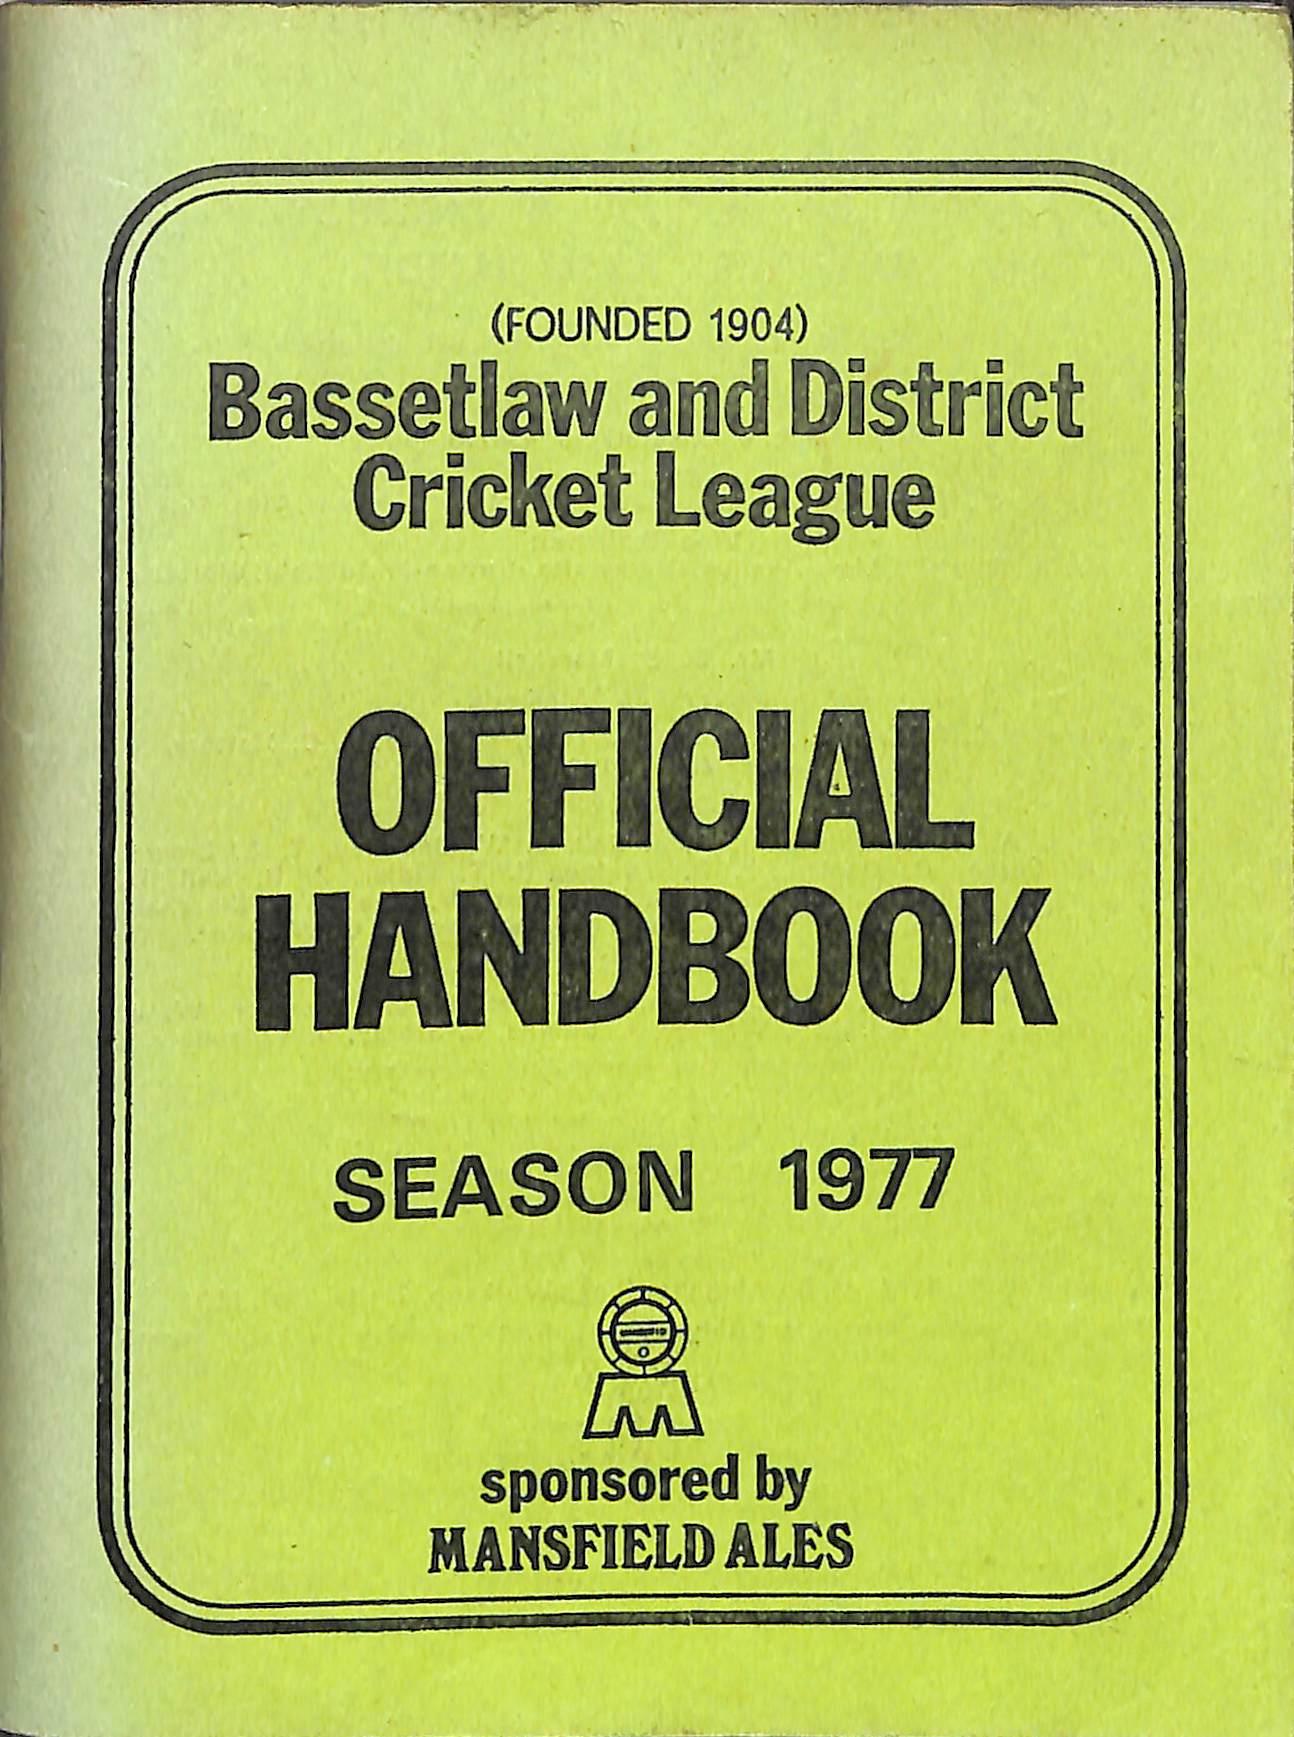 (FOUNDED 1904)
Bassetlaw and District
Cricket League
OFFICIAL
HANDBOOK
SEASON 1977
sponsored by
MANSFIELD ALES